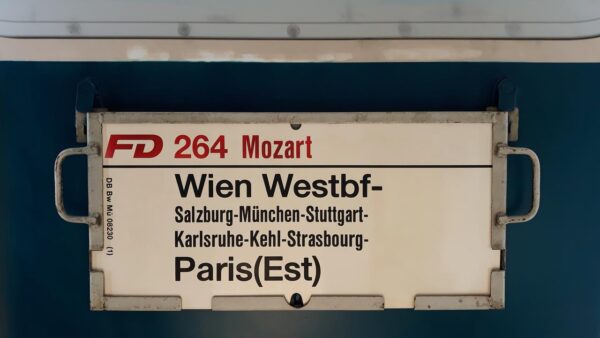 FD 264 Mozart
Wien Westbf-
Salzburg-München-Stuttgart-
Karlsruhe-Kehl-Strasbourg-
Paris(Est)
DB Bw Mü 08230 (1)